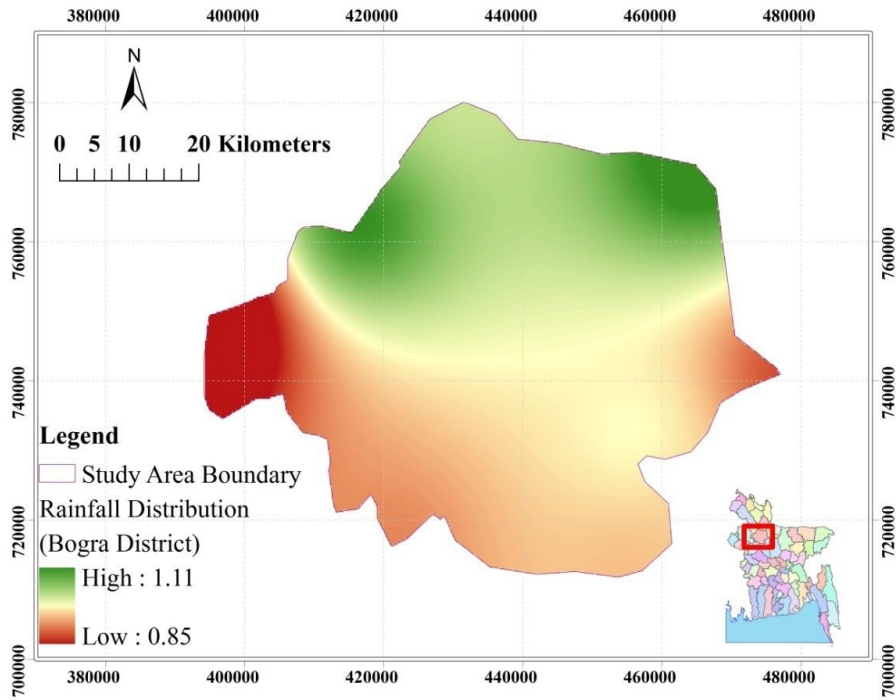 380000 400000 420000 440000 460000 480000
N
0 5 10 20 Kilometers
780000 780000
760000 760000
740000 740000
Legend
Study Area Boundary
Rainfall Distribution
(Bogra District)
720000 720000
High : 1.11
Low : 0.85
700000 700000
380000 400000 420000 440000 460000 480000